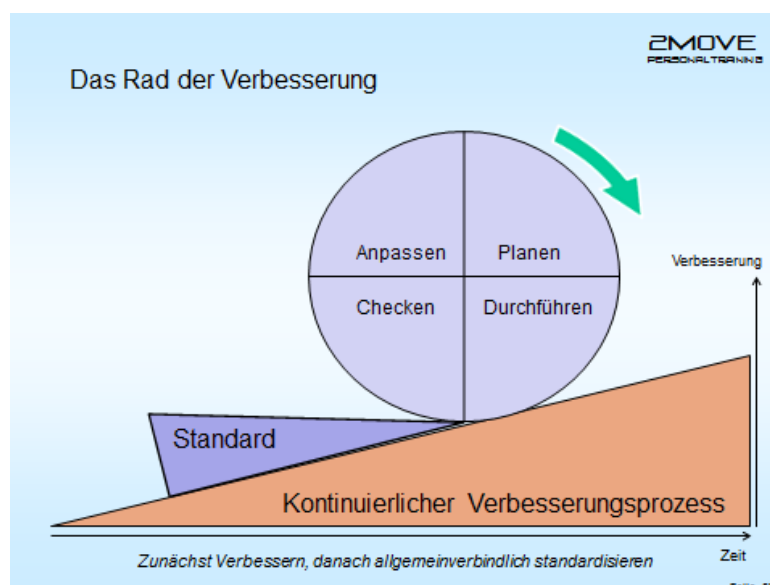 2MOVE
PERSONALTRAINING
Das Rad der Verbesserung
Anpassen
Planen
Verbesserung
Checken
Durchführen
Standard
Kontinuierlicher Verbesserungsprozess
Zunächst Verbessern, danach allgemeinverbindlich standardisieren
Zeit